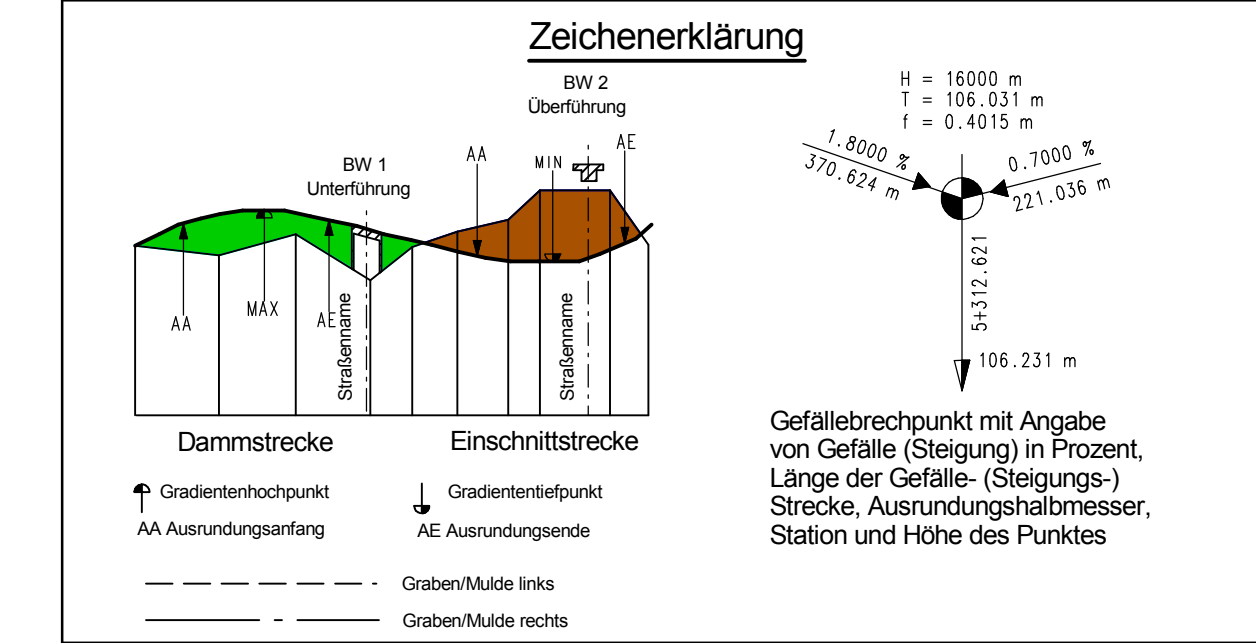 Zeichenerklärung
BW 2
Überführung
BW 1
Unterführung
AA
MIN
AE
AA
MAX
AE
Straßenname
Straßenname
Dammstrecke
Einschnittstrecke
Gradientenhochpunkt
Gradiententiefpunkt
AA Ausrundungsanfang
AE Ausrundungsende
Graben/Mulde links
Graben/Mulde rechts
H = 16000 m
T = 106.031 m
f = 0.4015 m
1.8000 %
370.624 m
0.7000 %
221.036 m
5+312.621
106.231 m
Gefällebrechpunkt mit Angabe
von Gefälle (Steigung) in Prozent,
Länge der Gefälle- (Steigungs-)
Strecke, Ausrundungshalbmesser,
Station und Höhe des Punktes